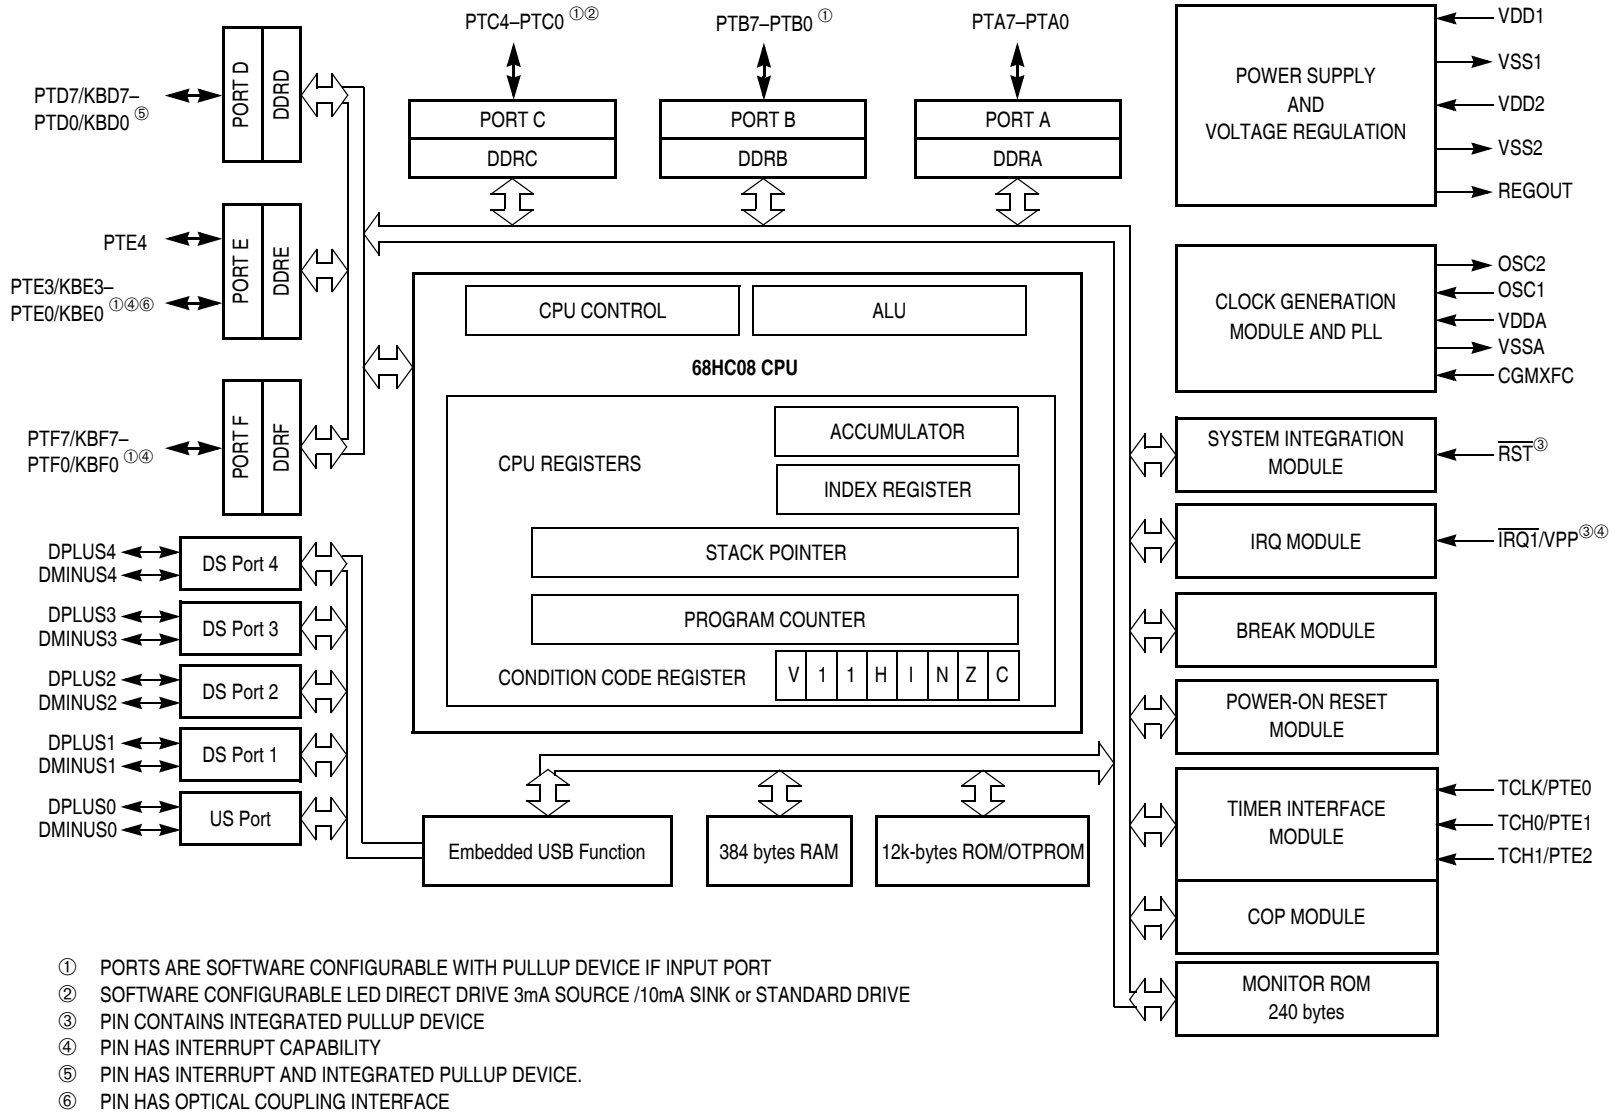 PTC4–PTC0 ①②
PTB7–PTB0 ①
PTA7–PTA0
PORT C
DDRC
PORT B
DDRB
PORT A
DDRA
PTD7/KBD7–
PTD0/KBD0 ⑤
PORT D
DDRD
PTE4
PTE3/KBE3–
PTE0/KBE0 ①④⑥
PORT E
DDRE
PTF7/KBF7–
PTF0/KBF0 ①④
PORT F
DDRF
DPLUS4
DMINUS4
DS Port 4
DPLUS3
DMINUS3
DS Port 3
DPLUS2
DMINUS2
DS Port 2
DPLUS1
DMINUS1
DS Port 1
DPLUS0
DMINUS0
US Port
CPU CONTROL
ALU
68HC08 CPU
CPU REGISTERS
ACCUMULATOR
INDEX REGISTER
STACK POINTER
PROGRAM COUNTER
CONDITION CODE REGISTER
V 1 1 H I N Z C
Embedded USB Function
384 bytes RAM
12k-bytes ROM/OTPROM
POWER SUPPLY
AND
VOLTAGE REGULATION
VDD1
VSS1
VDD2
VSS2
REGOUT
CLOCK GENERATION
MODULE AND PLL
OSC2
OSC1
VDDA
VSSA
CGMXFC
SYSTEM INTEGRATION
MODULE
RST③
IRQ MODULE
IRQ1/VPP③④
BREAK MODULE
POWER-ON RESET
MODULE
TIMER INTERFACE
MODULE
TCLK/PTE0
TCH0/PTE1
TCH1/PTE2
COP MODULE
MONITOR ROM
240 bytes
① PORTS ARE SOFTWARE CONFIGURABLE WITH PULLUP DEVICE IF INPUT PORT
② SOFTWARE CONFIGURABLE LED DIRECT DRIVE 3mA SOURCE /10mA SINK or STANDARD DRIVE
③ PIN CONTAINS INTEGRATED PULLUP DEVICE
④ PIN HAS INTERRUPT CAPABILITY
⑤ PIN HAS INTERRUPT AND INTEGRATED PULLUP DEVICE.
⑥ PIN HAS OPTICAL COUPLING INTERFACE